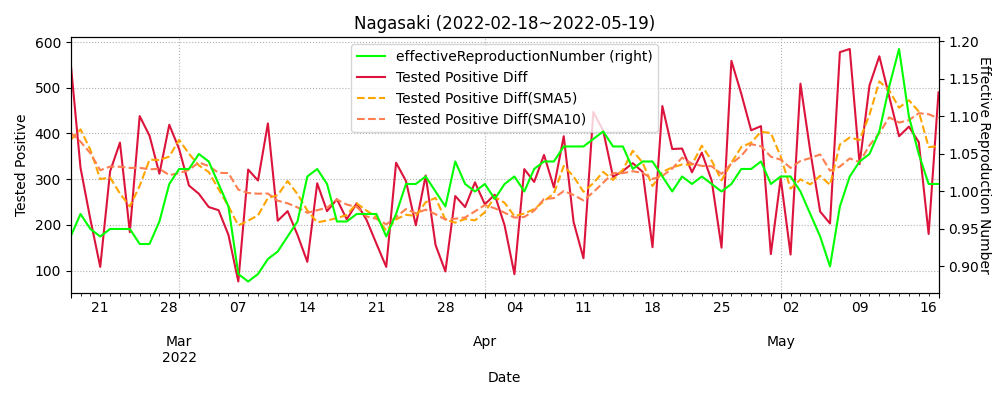 Nagasaki (2022-02-18~2022-05-19)
effectiveReproductionNumber (right)
Tested Positive Diff
Tested Positive Diff(SMA5)
Tested Positive Diff(SMA10)
Tested Positive
600
500
400
300
200
100
1.20
1.15
1.10
1.05
1.00
0.95
0.90
Effective Reproduction Number
21 28 07 14 21 28 04 11 18 25 02 09 16
Mar Apr May
2022
Date